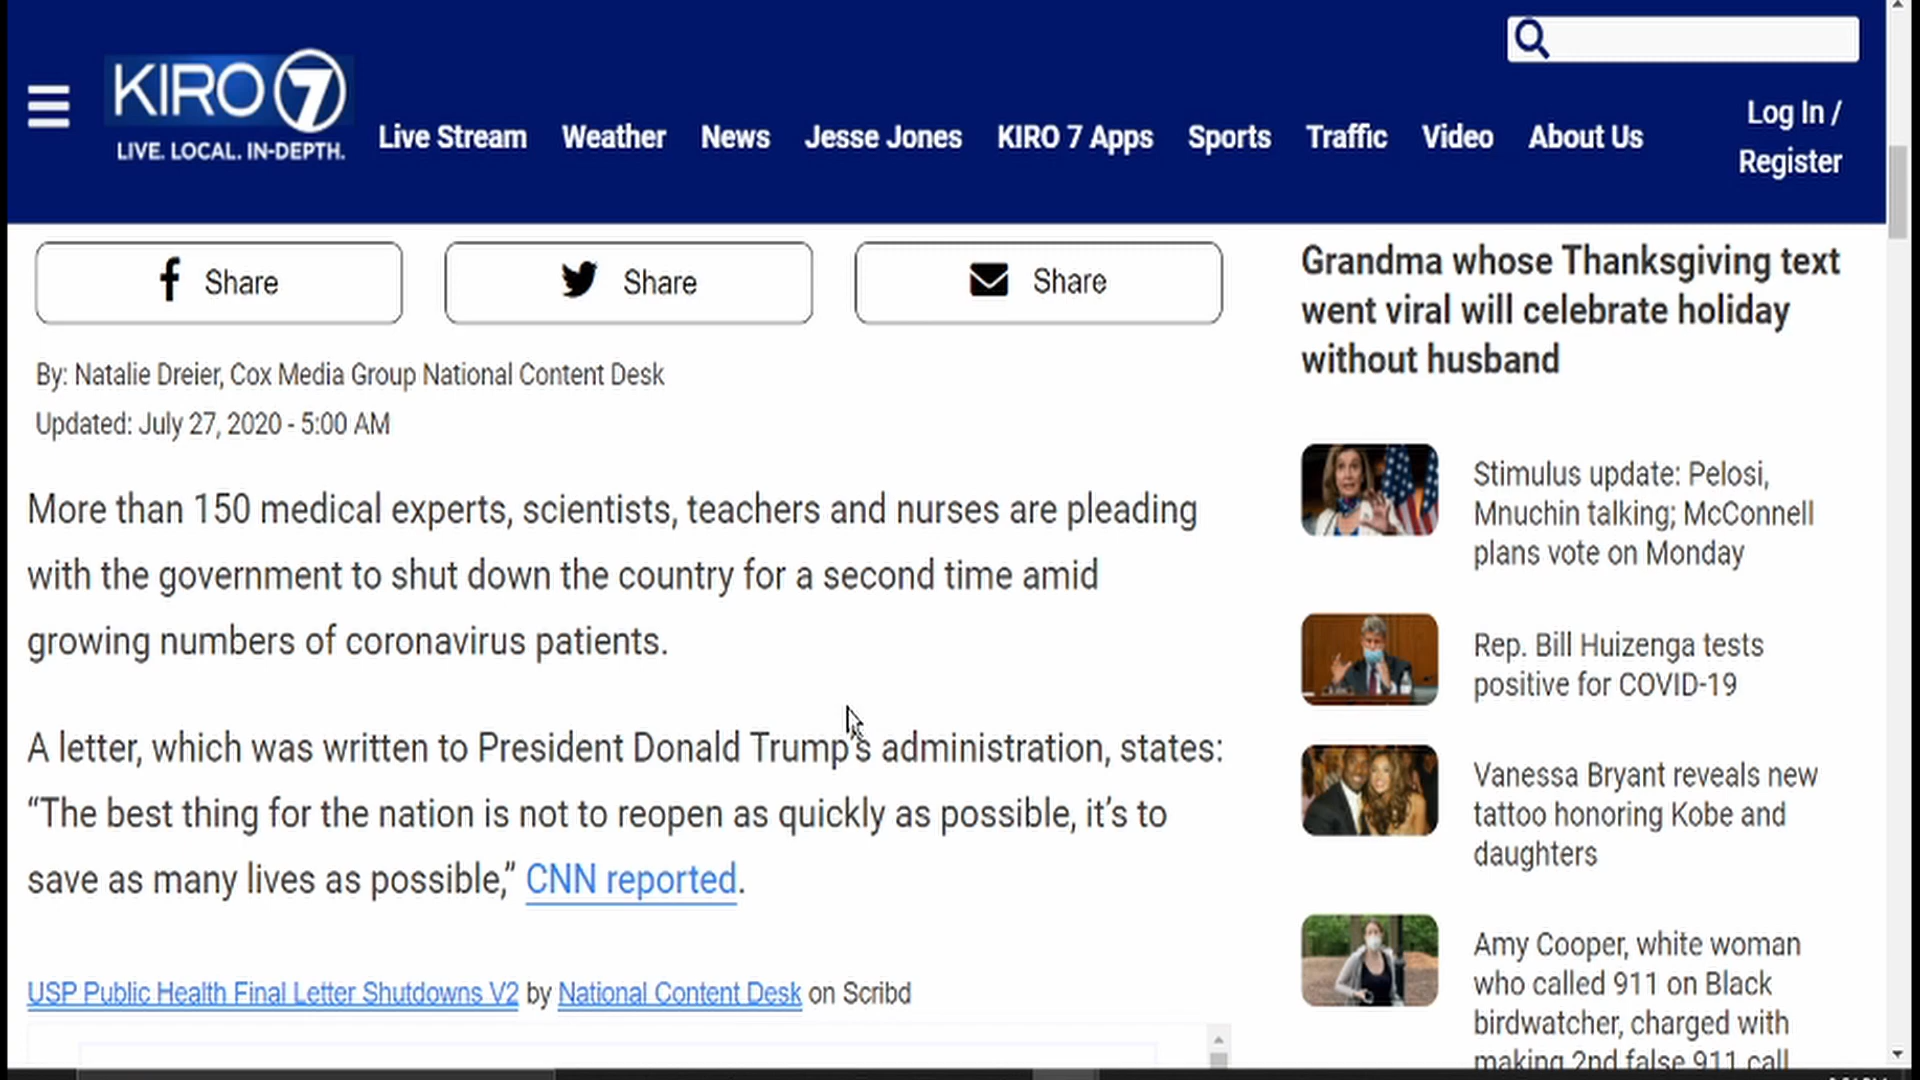 KIRO 7
LIVE. LOCAL. IN-DEPTH.
Live Stream Weather News Jesse Jones KIRO 7 Apps Sports Traffic Video About Us
Log In /
Register
Share Share Share
By: Natalie Dreier, Cox Media Group National Content Desk
Updated: July 27, 2020 - 5:00 AM
More than 150 medical experts, scientists, teachers and nurses are pleading
with the government to shut down the country for a second time amid
growing numbers of coronavirus patients.
A letter, which was written to President Donald Trump's administration, states:
“The best thing for the nation is not to reopen as quickly as possible, it’s to
save as many lives as possible,” CNN reported.
USP Public Health Final Letter Shutdowns V2 by National Content Desk on Scribd
Grandma whose Thanksgiving text
went viral will celebrate holiday
without husband
Stimulus update: Pelosi,
Mnuchin talking; McConnell
plans vote on Monday
Rep. Bill Huizenga tests
positive for COVID-19
Vanessa Bryant reveals new
tattoo honoring Kobe and
daughters
Amy Cooper, white woman
who called 911 on Black
birdwatcher, charged with
making 2nd false 911 call